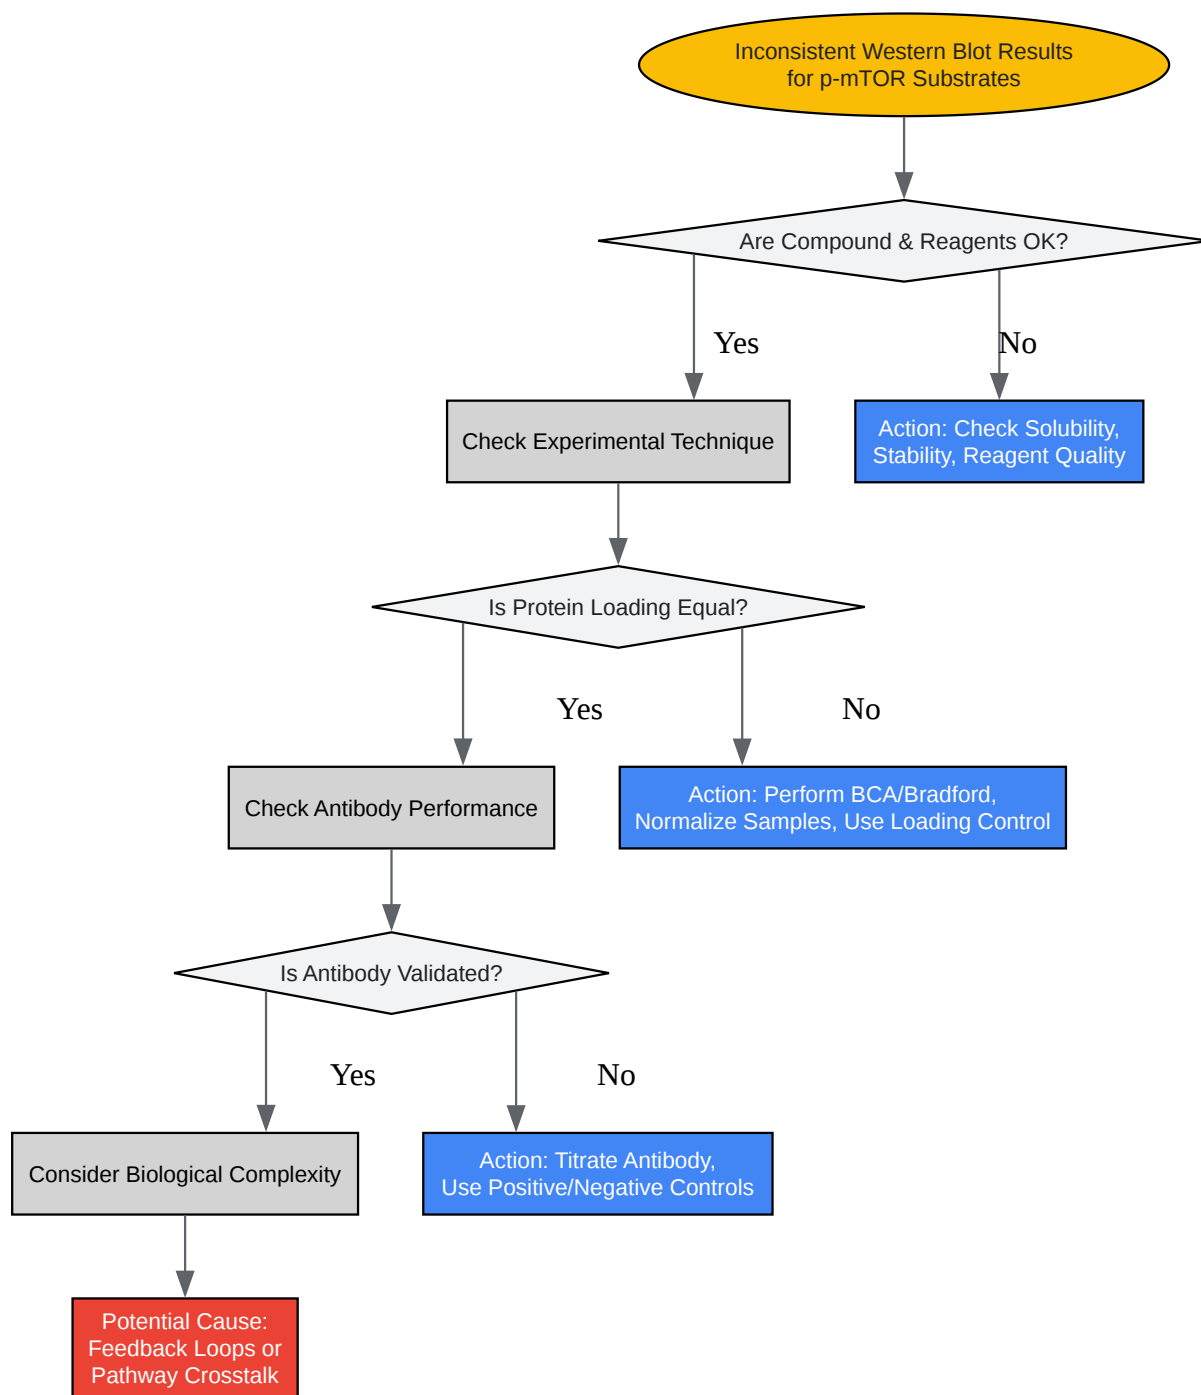 Inconsistent Western Blot Results
for p-mTOR Substrates
Are Compound & Reagents OK?
Yes
No
Check Experimental Technique
Action: Check Solubility,
Stability, Reagent Quality
Is Protein Loading Equal?
Yes
No
Check Antibody Performance
Action: Perform BCA/Bradford,
Normalize Samples, Use Loading Control
Is Antibody Validated?
Yes
No
Consider Biological Complexity
Action: Titrate Antibody,
Use Positive/Negative Controls
Potential Cause:
Feedback Loops or
Pathway Crosstalk